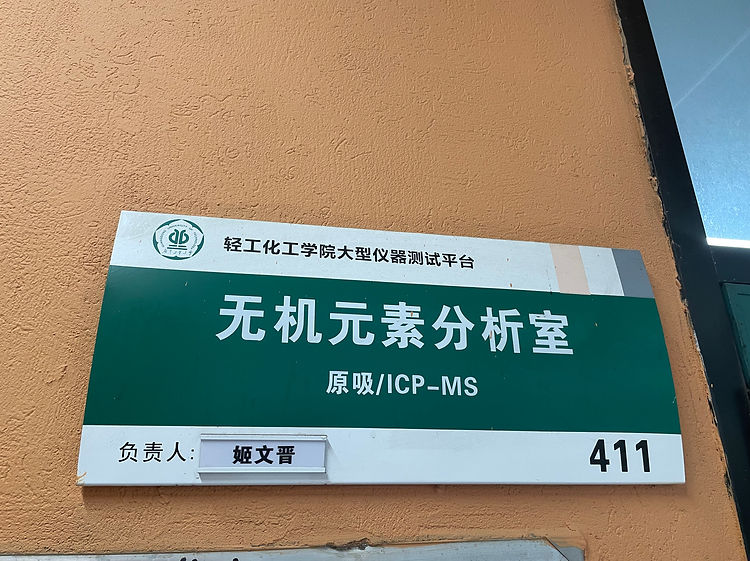 轻工化工学院大型仪器测试平台
无机元素分析室
原吸/ICP-MS
负责人: 姬文晋
411